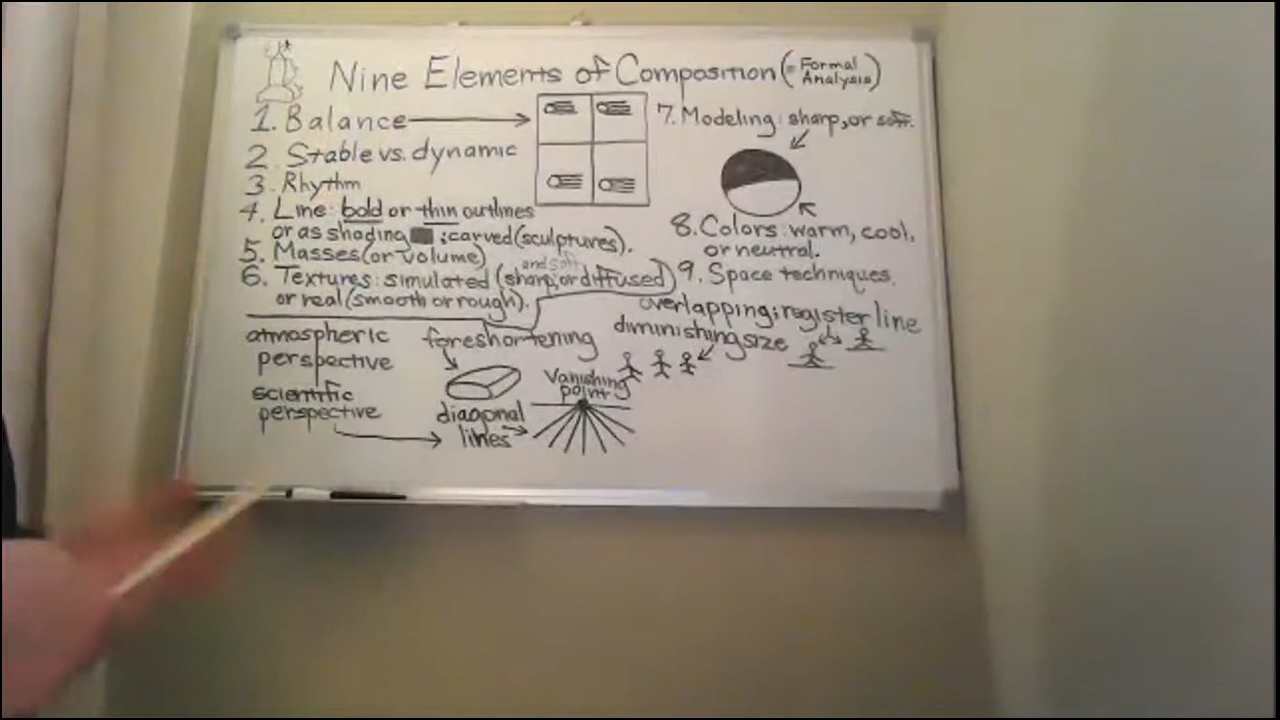 Nine Elements of Composition (= Formal Analysis)
1. Balance
2. Stable vs. dynamic
3. Rhythm
4. Line: bold or thin outlines
or as shading ; carved (sculptures).
5. Masses (or volume)
and soft
6. Textures: simulated (sharp, or diffused)
or real (smooth or rough).
7. Modeling: sharp, or soft.
8. Colors: warm, cool,
or neutral.
9. Space techniques.
overlapping; register line
diminishing size
atmospheric
perspective
scientific
perspective
foreshortening
diagonal
lines
Vanishing
point